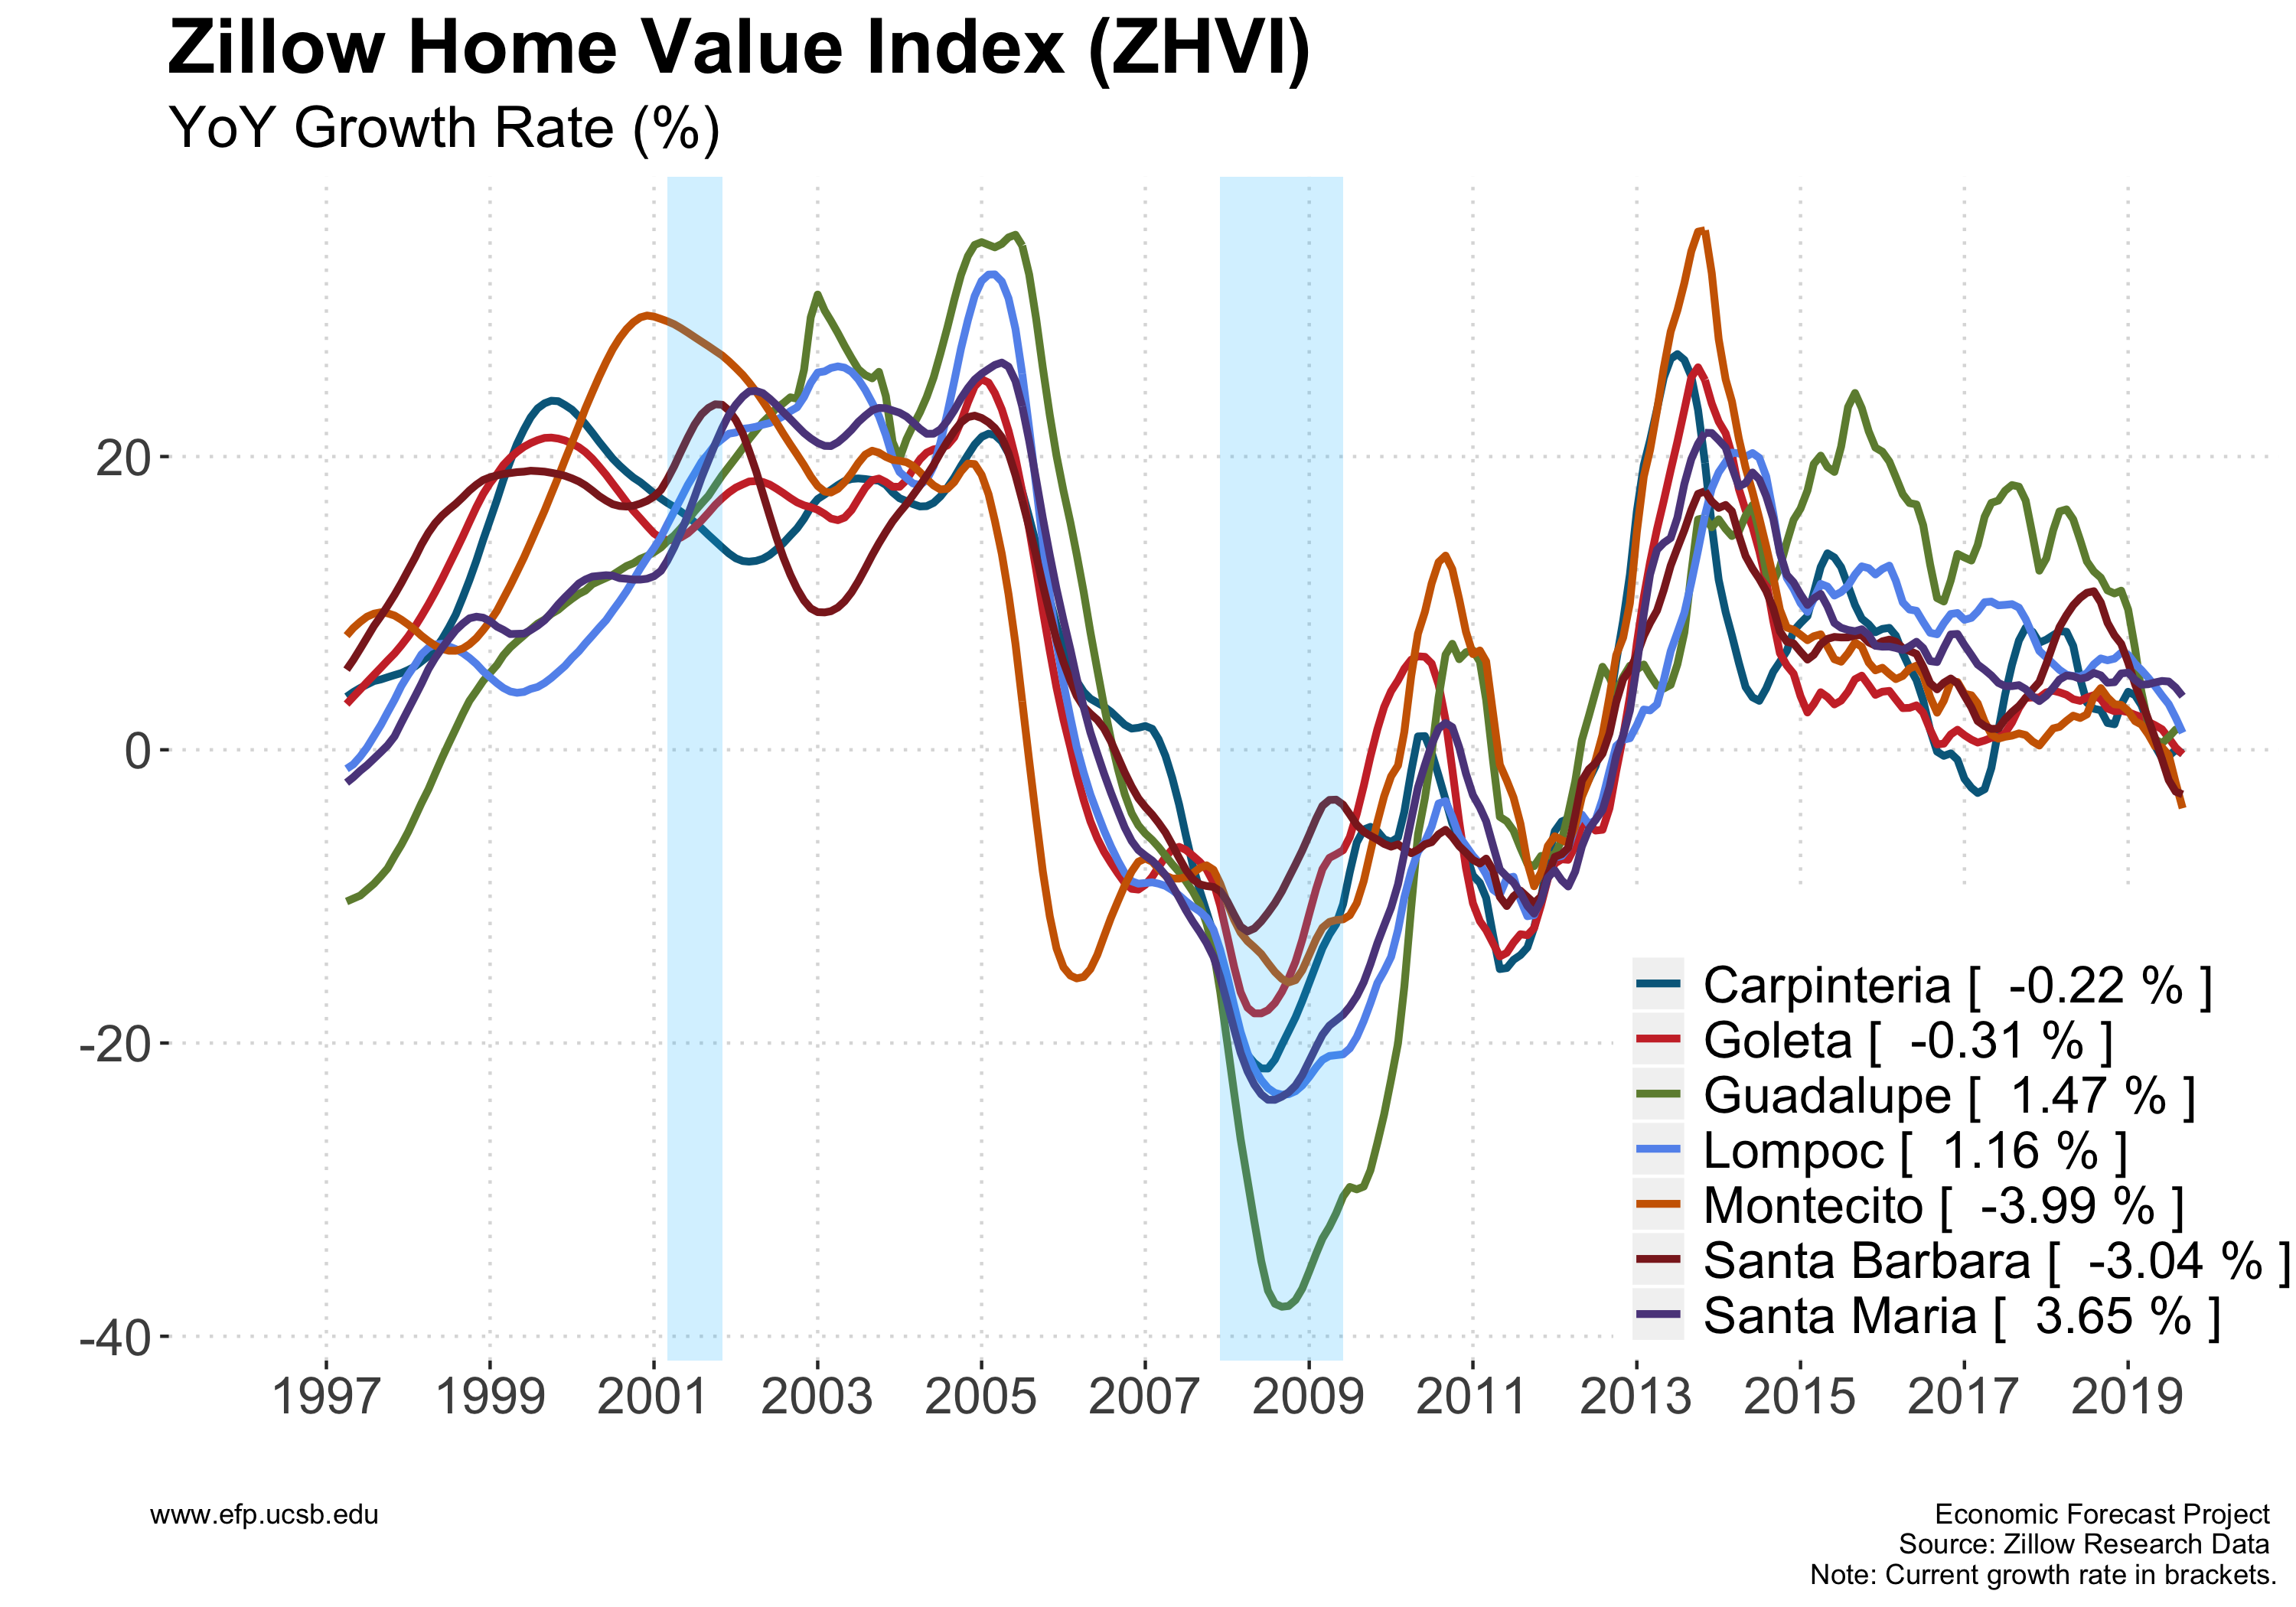 Zillow Home Value Index (ZHVI)
YoY Growth Rate (%)
20
0
-20
-40
Carpinteria [  -0.22 % ]
Goleta [  -0.31 % ]
Guadalupe [  1.47 % ]
Lompoc [  1.16 % ]
Montecito [  -3.99 % ]
Santa Barbara [  -3.04 % ]
Santa Maria [  3.65 % ]
1997 1999 2001 2003 2005 2007 2009 2011 2013 2015 2017 2019
www.efp.ucsb.edu
Economic Forecast Project
Source: Zillow Research Data
Note: Current growth rate in brackets.